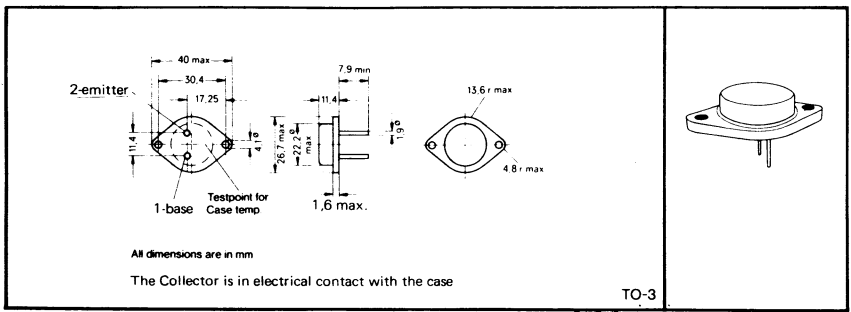 40 max
30,4
17,25
2-emitter
11,4
4,1 ø
1-base
Testpoint for
Case temp
7,9 min
11,4
26,7 max
22,2 ø
max
1,9 ø
1,6 max.
13,6 r max
4,8 r max
All dimensions are in mm
The Collector is in electrical contact with the case
TO-3